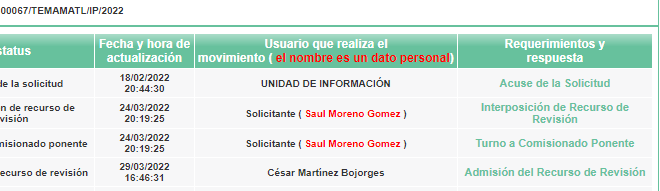 00067/TEMAMATL/IP/2022
status Fecha y hora de actualización Usuario que realiza el movimiento ( el nombre es un dato personal) Requerimientos y respuesta
de la solicitud 18/02/2022 20:44:30 UNIDAD DE INFORMACIÓN Acuse de la Solicitud
ón de recurso de revisión 24/03/2022 20:19:25 Solicitante ( Saul Moreno Gomez ) Interposición de Recurso de Revisión
misionado ponente 24/03/2022 20:19:25 Solicitante ( Saul Moreno Gomez ) Turno a Comisionado Ponente
recurso de revisión 29/03/2022 16:46:31 César Martínez Bojorges Admisión del Recurso de Revisión